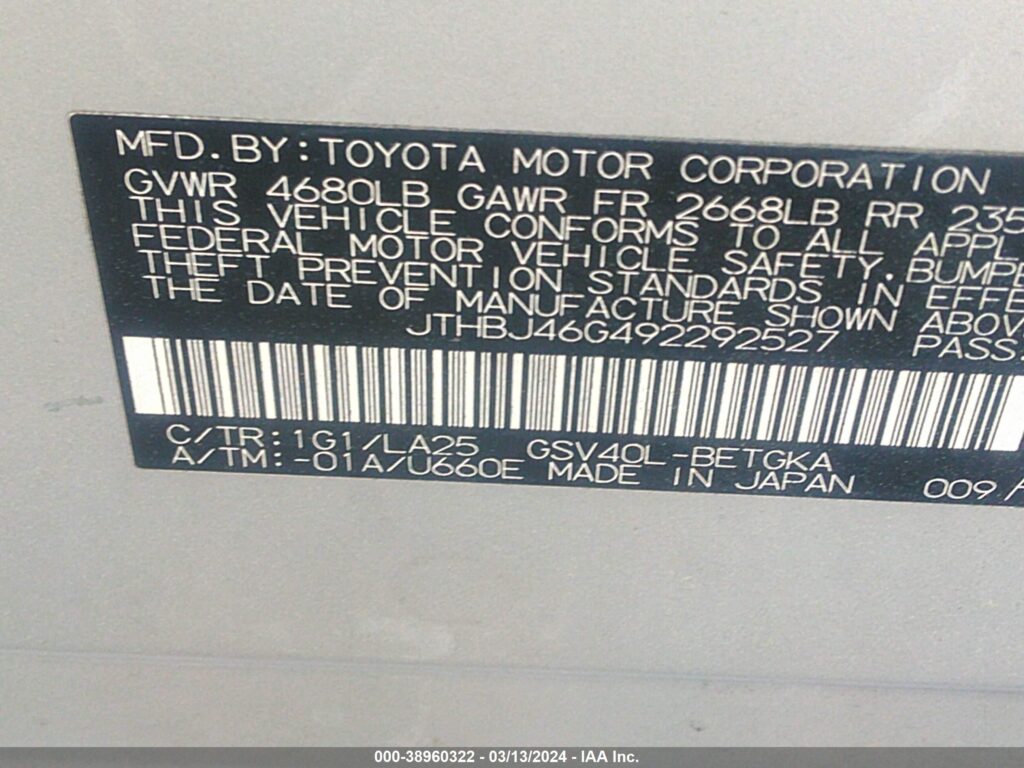 MFD.BY:TOYOTA MOTOR CORPORATION
GVWR 4680LB GAWR FR 2668LB RR 235
THIS VEHICLE CONFORMS TO ALL APPL
FEDERAL MOTOR VEHICLE SAFETY, BUMPE
THEFT PREVENTION STANDARDS IN EFFE
THE DATE OF MANUFACTURE SHOWN ABOV
JTHBJ46G492292527 PASS.
C/TR:1G1/LA25 GSV40L-BETGKA
A/TM:-01A/U660E MADE IN JAPAN 009/
000-38960322 - 03/13/2024 - IAA Inc.